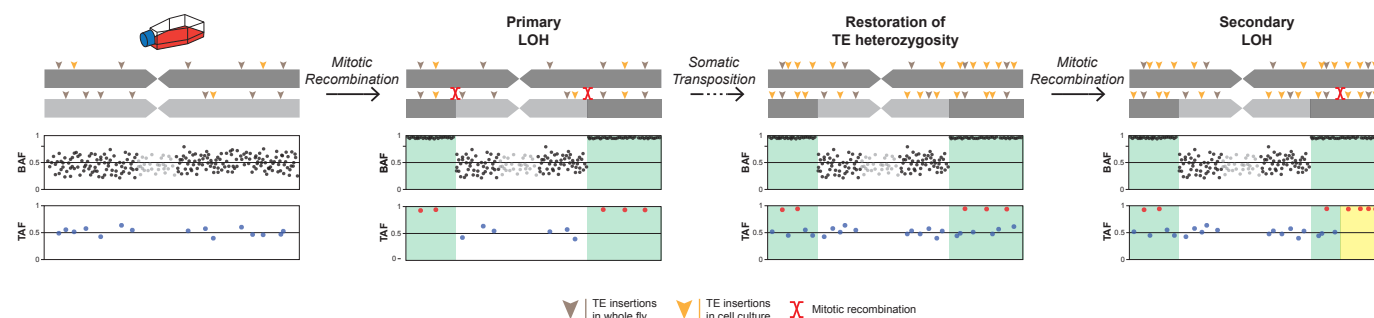 Primary
LOH
Restoration of
TE heterozygosity
Secondary
LOH
Mitotic
Recombination
Somatic
Transposition
Mitotic
Recombination
BAF
1
0.5
0
BAF
1
0.5
0
BAF
1
0.5
0
BAF
1
0.5
0
TAF
1
0.5
0
TAF
1
0.5
0
TAF
1
0.5
0
TAF
1
0.5
0
TE insertions
in whole fly
TE insertions
in cell culture
Mitotic recombination